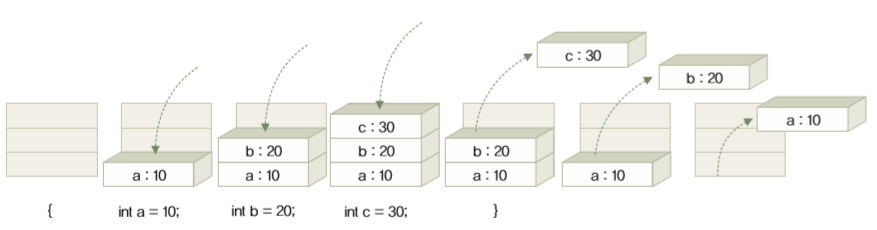 c : 30
b : 20
a : 10
c : 30
b : 20
b : 20
b : 20
a : 10
a : 10
a : 10
a : 10
a : 10
{
int a = 10;
int b = 20;
int c = 30;
}